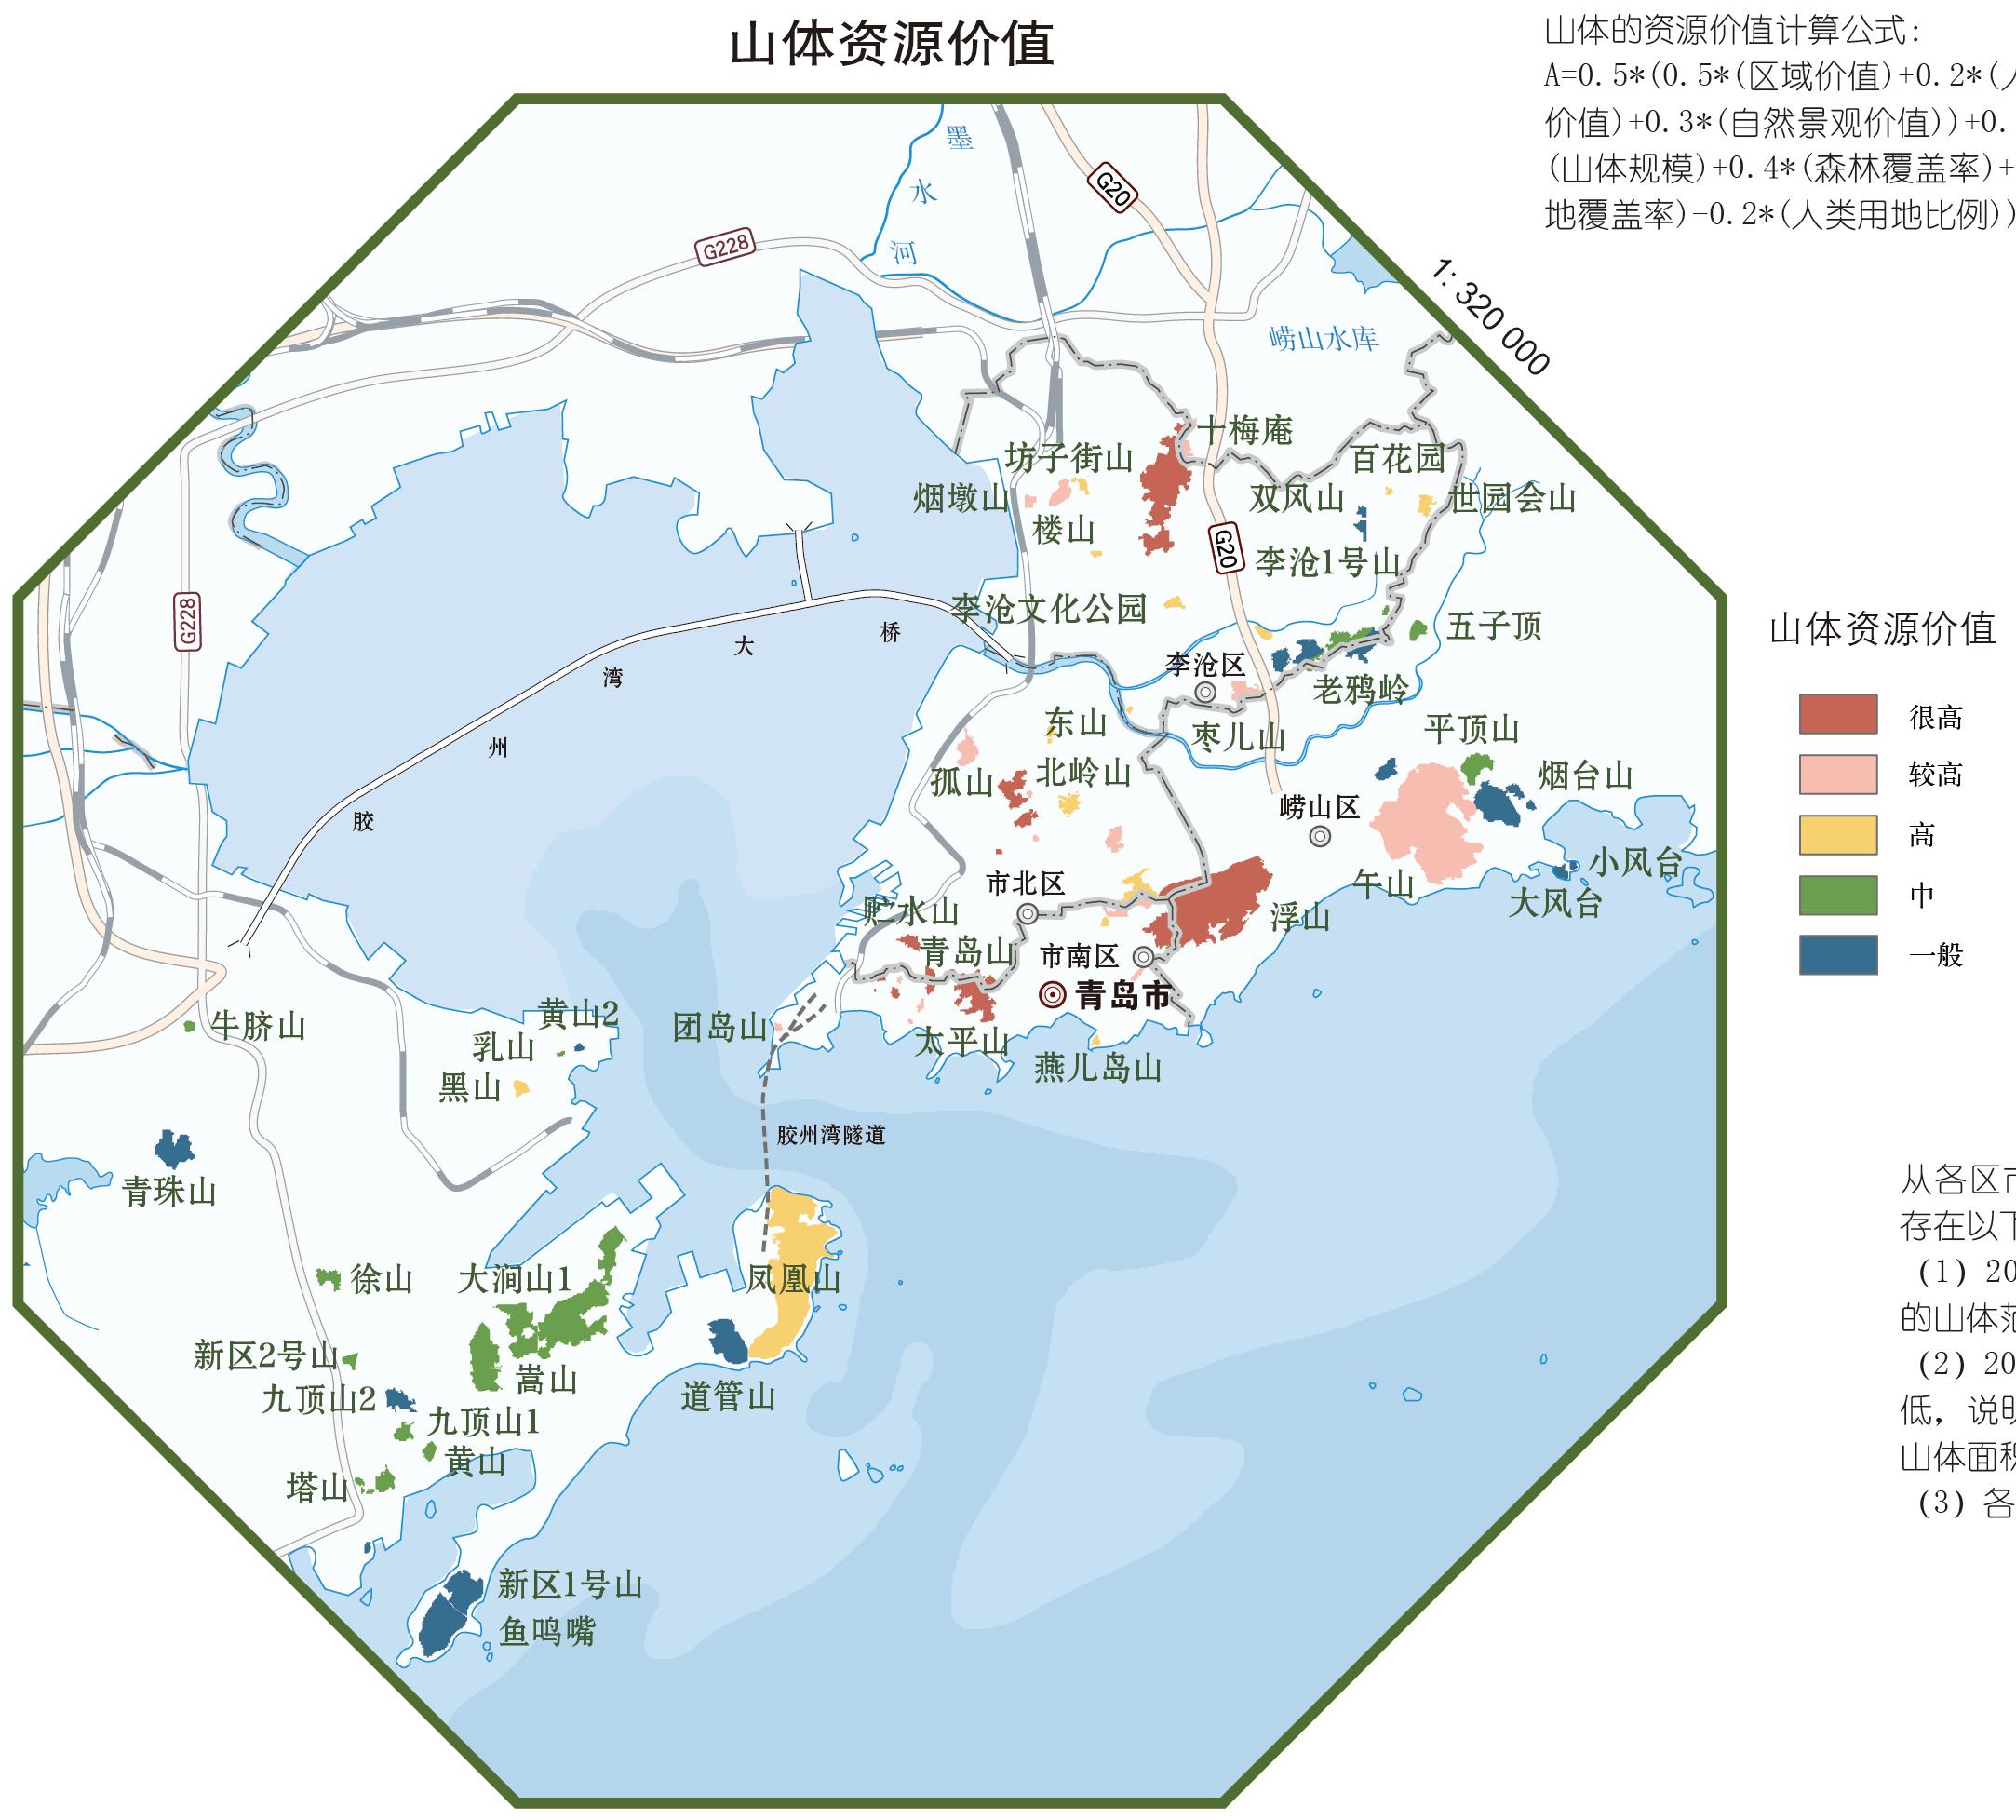 山体资源价值
山体的资源价值计算公式：
A=0.5*(0.5*(区域价值)+0.2*(人
价值)+0.3*(自然景观价值))+0.
(山体规模)+0.4*(森林覆盖率)+
地覆盖率)-0.2*(人类用地比例))
1: 320 000
墨
水
河
G20
G228
崂山水库
十梅庵
坊子街山
百花园
烟墩山
双凤山
世园会山
楼山
G20
李沧1号山
李沧文化公园
G228
五子顶
桥
大
湾
州
胶
李沧区
老鸦岭
东山
枣儿山
平顶山
孤山
北岭山
烟台山
崂山区
小风台
市北区
午山
大风台
贮水山
浮山
青岛山
市南区
青岛市
牛脐山
黄山2
团岛山
乳山
太平山
燕儿岛山
黑山
胶州湾隧道
青珠山
徐山
大涧山1
凤凰山
新区2号山
嵩山
九顶山2
道管山
九顶山1
黄山
塔山
新区1号山
鱼鸣嘴
山体资源价值
很高
较高
高
中
一般
从各区市
存在以下
（1）20
的山体范
（2）20
低，说明
山体面积
（3）各